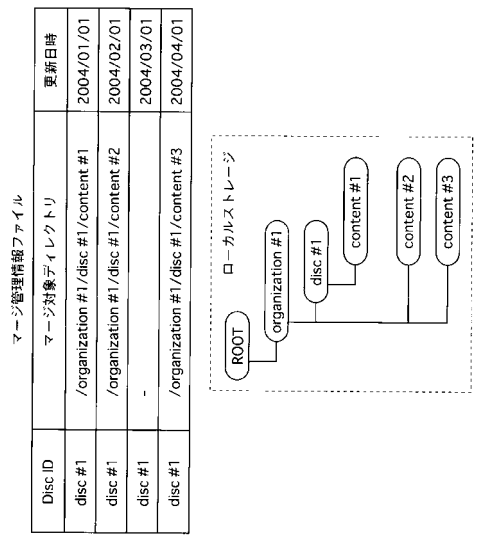 マージ管理情報ファイル
Disc ID マージ対象ディレクトリ 更新日時
disc #1 /organization #1/disc #1/content #1 2004/01/01
disc #1 /organization #1/disc #1/content #2 2004/02/01
disc #1 - 2004/03/01
disc #1 /organization #1/disc #1/content #3 2004/04/01
ローカルストレージ
ROOT
organization #1
disc #1
content #1
content #2
content #3